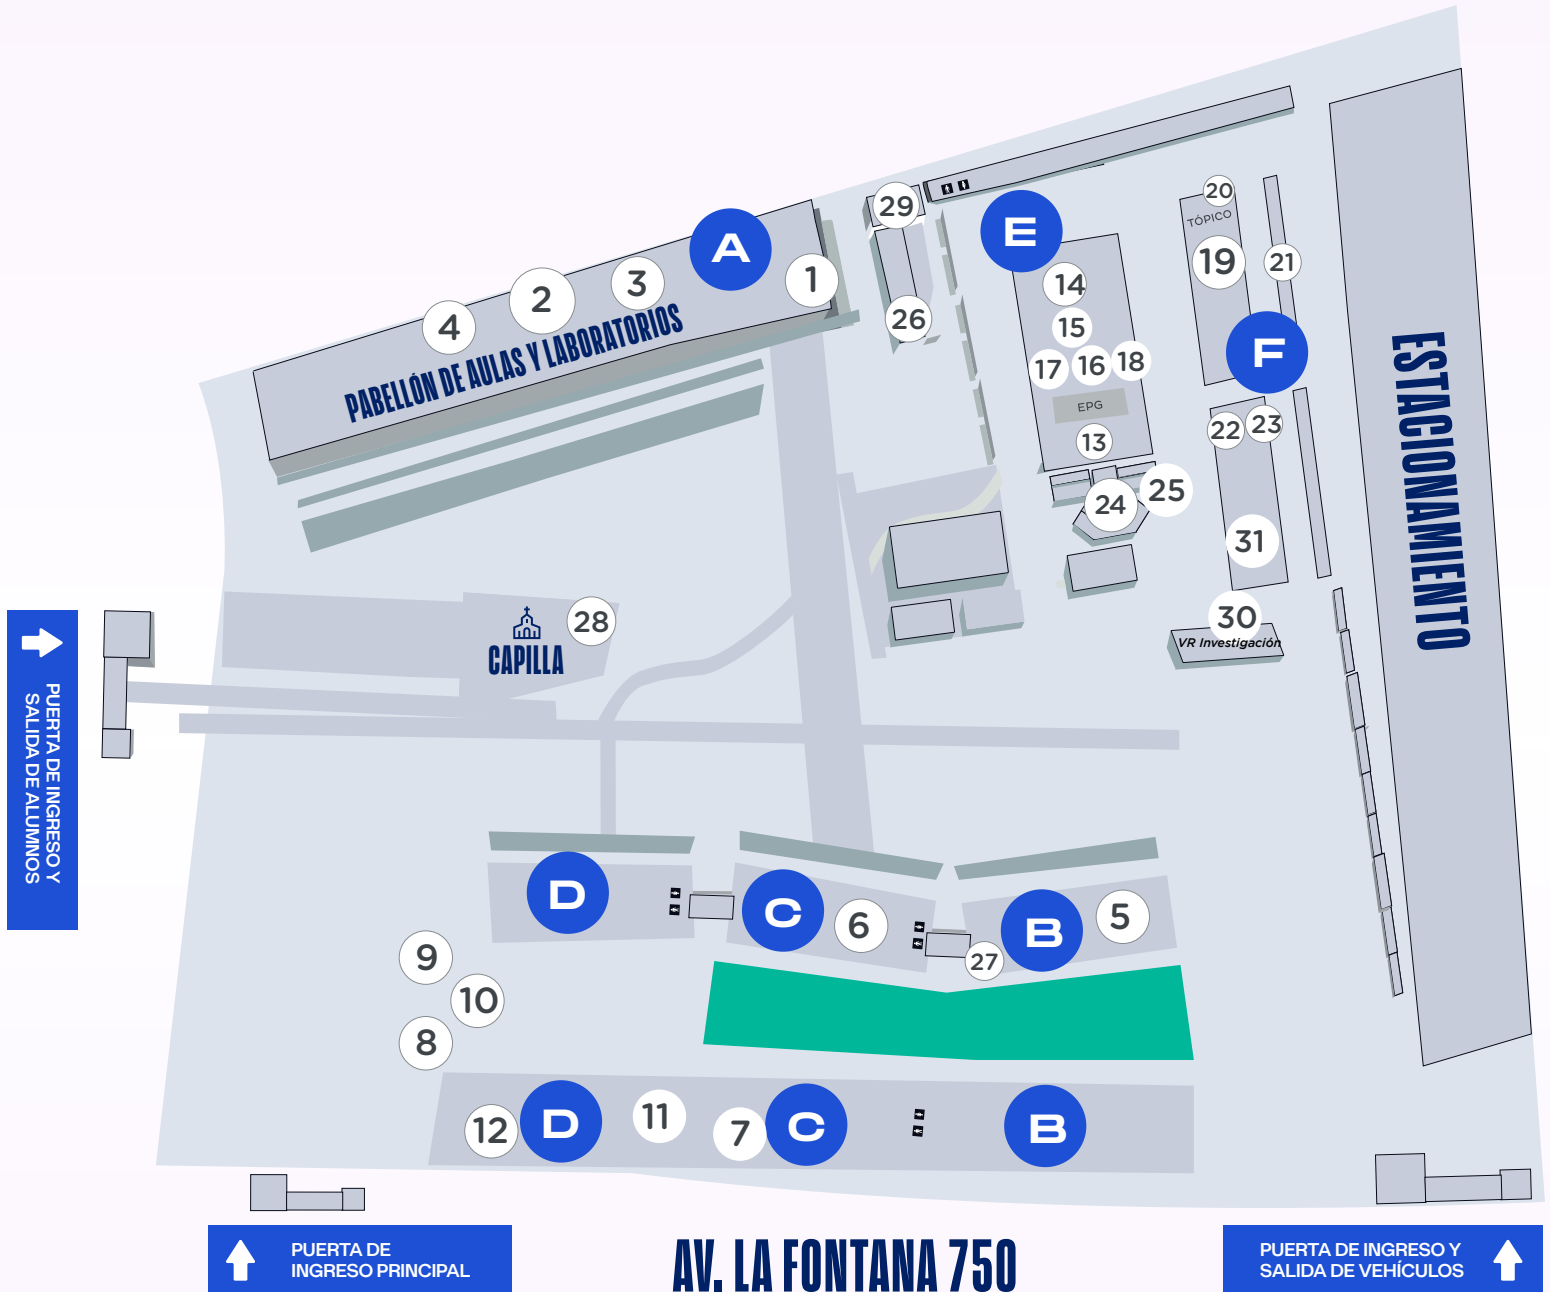 20
TÓPICO
29
A
E
19
21
1
3
2
4
14
26
15
F
PABELLÓN DE AULAS Y LABORATORIOS
17
16
18
EPG
13
22
23
ESTACIONAMIENTO
24
25
31
30
VR Investigación
28
CAPILLA
PUERTA DE INGRESO Y
SALIDA DE ALUMNOS
D
C
6
B
5
27
9
10
8
12
D
11
7
C
B
PUERTA DE
INGRESO PRINCIPAL
AV. LA FONTANA 750
PUERTA DE INGRESO Y
SALIDA DE VEHÍCULOS